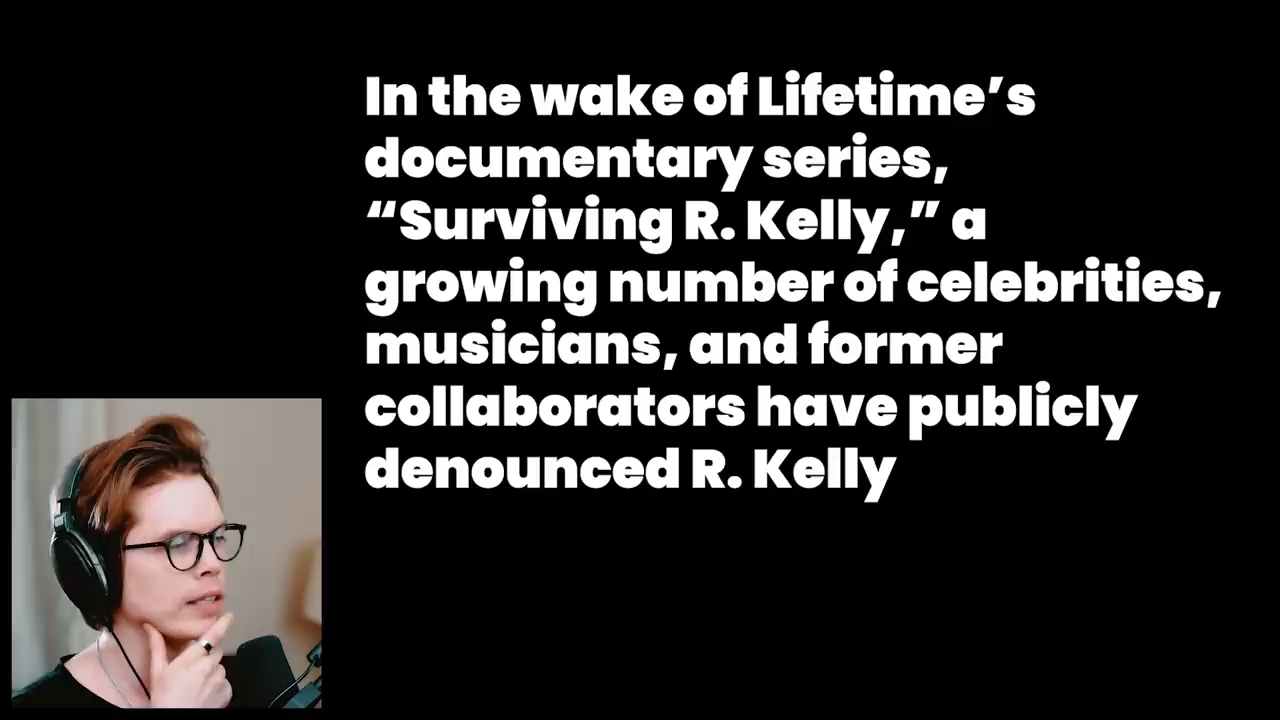 In the wake of Lifetime’s
documentary series,
“Surviving R. Kelly,” a
growing number of celebrities,
musicians, and former
collaborators have publicly
denounced R. Kelly